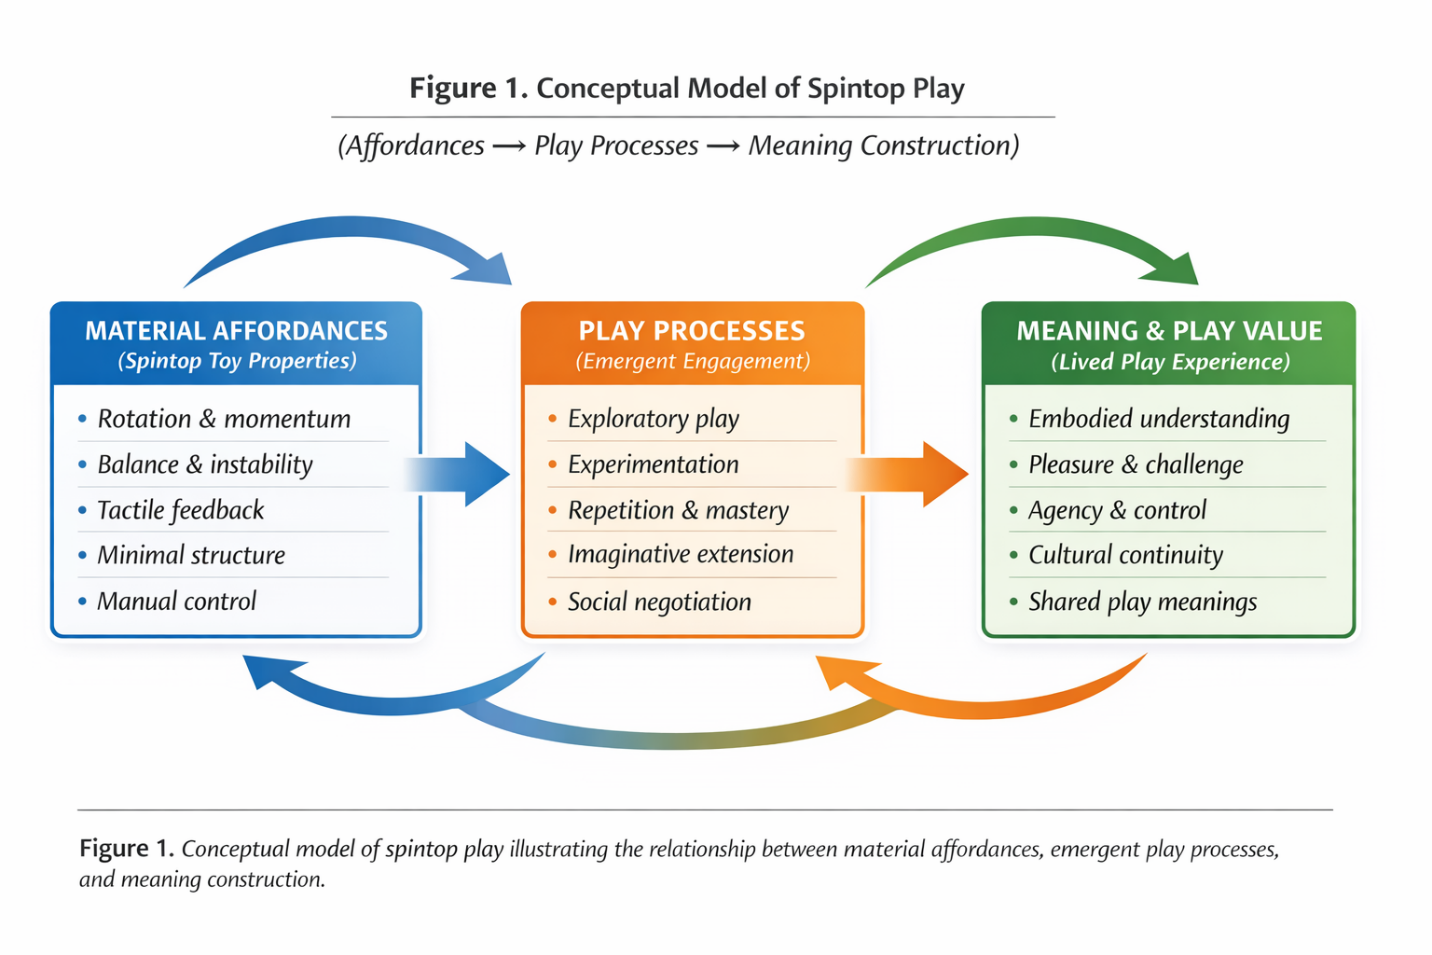 Figure 1. Conceptual Model of Spintop Play
(Affordances → Play Processes → Meaning Construction)
MATERIAL AFFORDANCES
(Spintop Toy Properties)
• Rotation & momentum
• Balance & instability
• Tactile feedback
• Minimal structure
• Manual control
PLAY PROCESSES
(Emergent Engagement)
• Exploratory play
• Experimentation
• Repetition & mastery
• Imaginative extension
• Social negotiation
MEANING & PLAY VALUE
(Lived Play Experience)
• Embodied understanding
• Pleasure & challenge
• Agency & control
• Cultural continuity
• Shared play meanings
Figure 1. Conceptual model of spintop play illustrating the relationship between material affordances, emergent play processes,
and meaning construction.